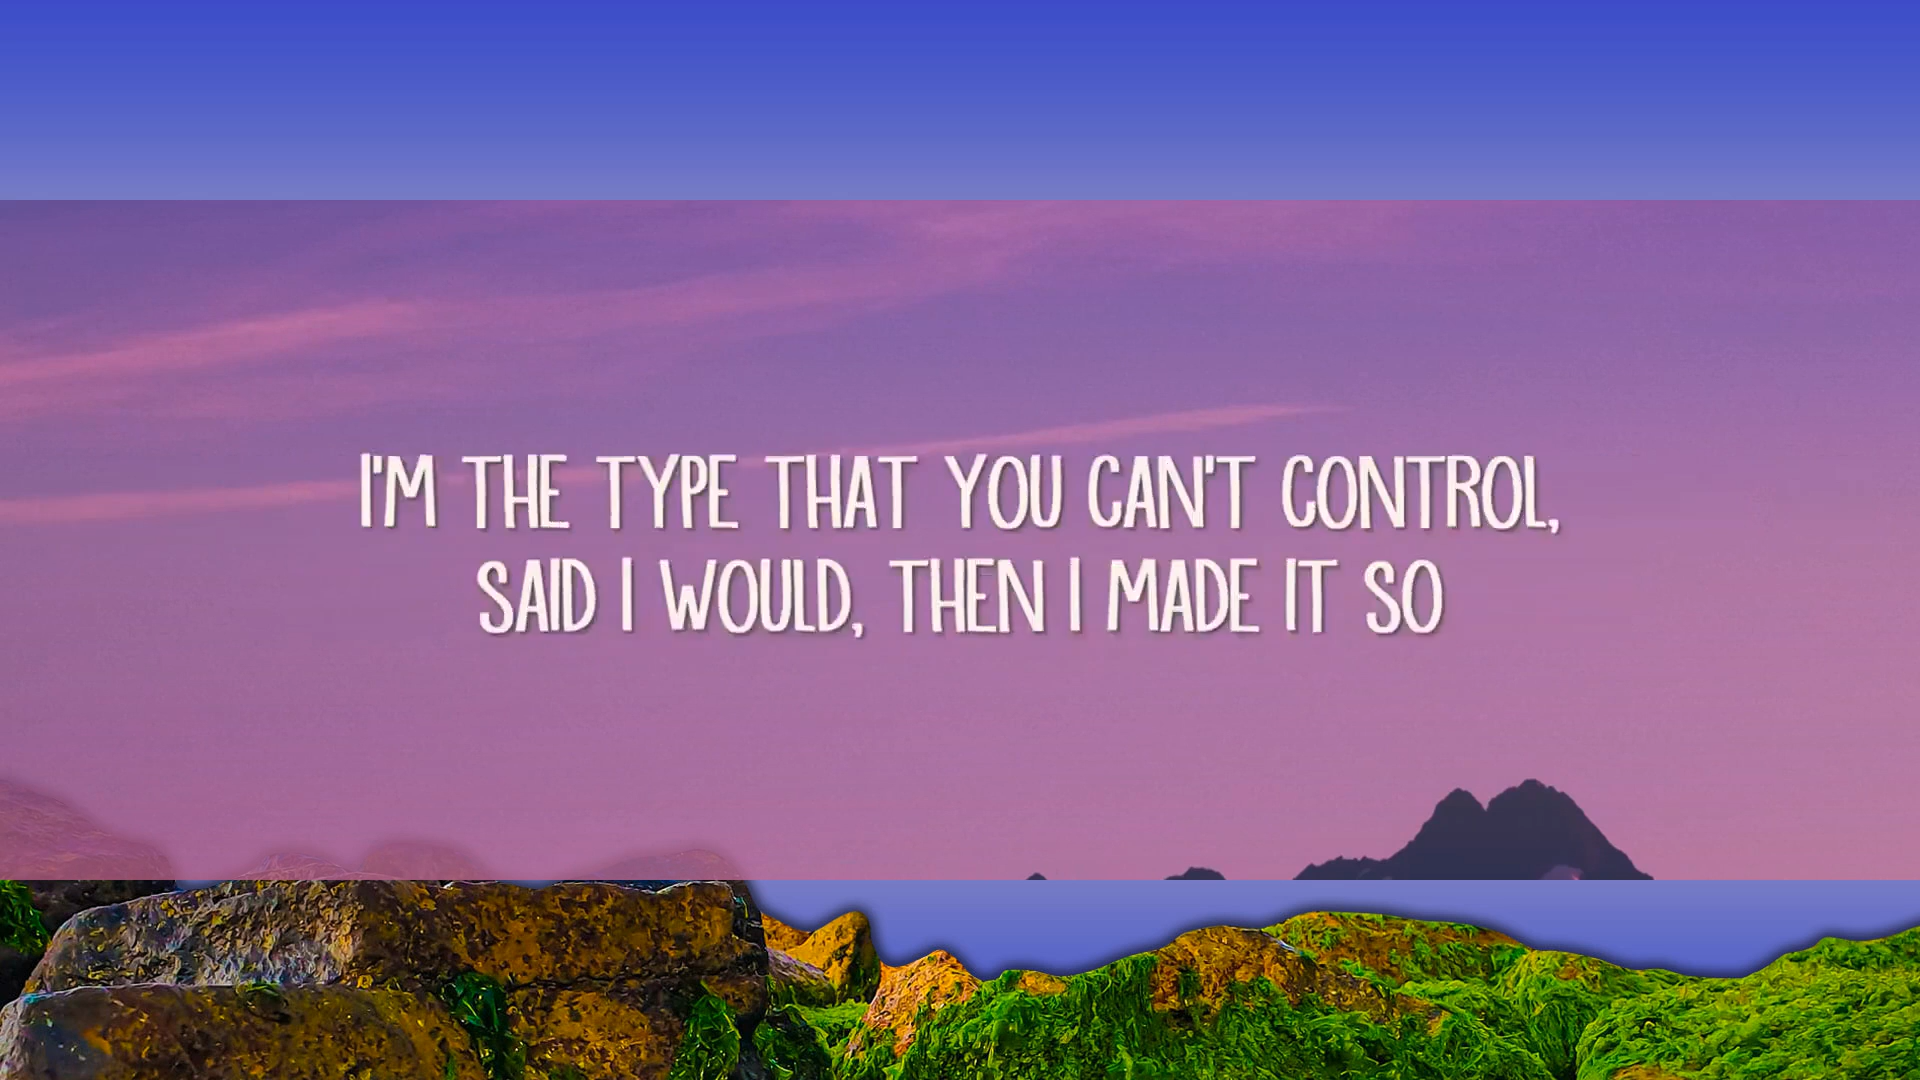 I'M THE TYPE THAT YOU CAN'T CONTROL,
SAID I WOULD, THEN I MADE IT SO